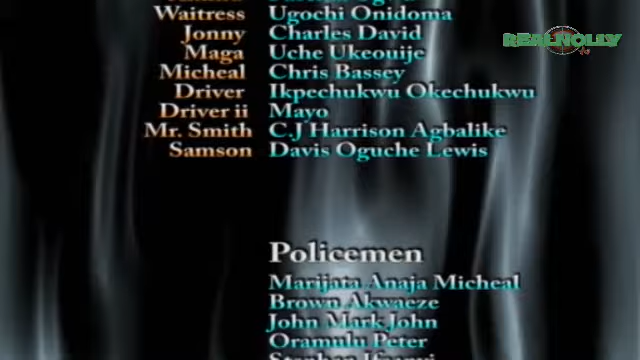 Waitress Ugochi Onidoma
REALNOLLY
Jonny Charles David
Maga Uche Ukeouije
Micheal Chris Bassey
Driver Ikpechukwu Okechukwu
Driver ii Mayo
Mr. Smith C.J Harrison Agbalike
Samson Davis Oguche Lewis
Policemen
Marijata Anaja Micheal
Brown Akwaeze
John Mark John
Oramulu Peter